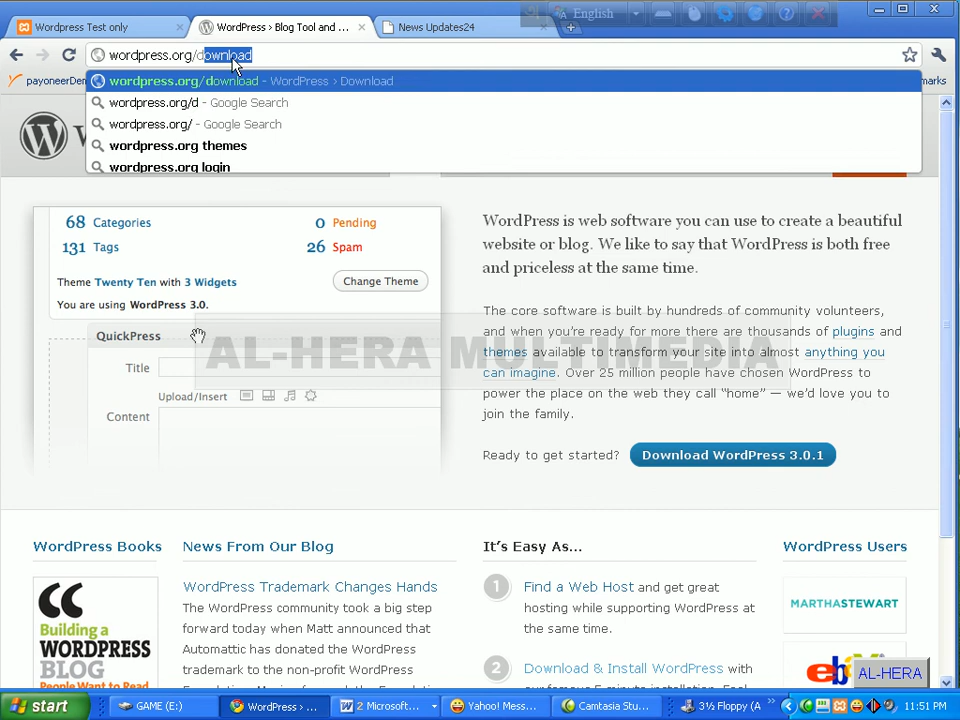 English
WordPress Test only
WordPress › Blog Tool and ...
News Updates24
wordpress.org/download
payoneerDem
marks
wordpress.org/download - WordPress › Download
wordpress.org/d - Google Search
wordpress.org/ - Google Search
wordpress.org themes
wordpress.org login
68 Categories 0 Pending
131 Tags 26 Spam
Theme Twenty Ten with 3 Widgets
Change Theme
You are using WordPress 3.0.
QuickPress
Title
Upload/Insert
Content
WordPress is web software you can use to create a beautiful
website or blog. We like to say that WordPress is both free
and priceless at the same time.
The core software is built by hundreds of community volunteers,
and when you're ready for more there are thousands of plugins and
themes available to transform your site into almost anything you
can imagine. Over 25 million people have chosen WordPress to
power the place on the web they call “home” — we'd love you to
join the family.
Ready to get started? Download WordPress 3.0.1
AL-HERA MULTIMEDIA
WordPress Books
Building a
WORDPRESS
BLOG
People Want to Read
News From Our Blog
WordPress Trademark Changes Hands
The WordPress community took a big step
forward today when Matt announced that
Automattic has donated the WordPress
trademark to the non-profit WordPress
It's Easy As...
1 Find a Web Host and get great
hosting while supporting WordPress at
the same time.
2 Download & Install WordPress with
WordPress Users
MARTHASTEWART
eb
AL-HERA
start
GAME (E:)
WordPress › ...
2 Microsoft...
Yahoo! Mess...
Camtasia Stu...
3½ Floppy (A
11:51 PM